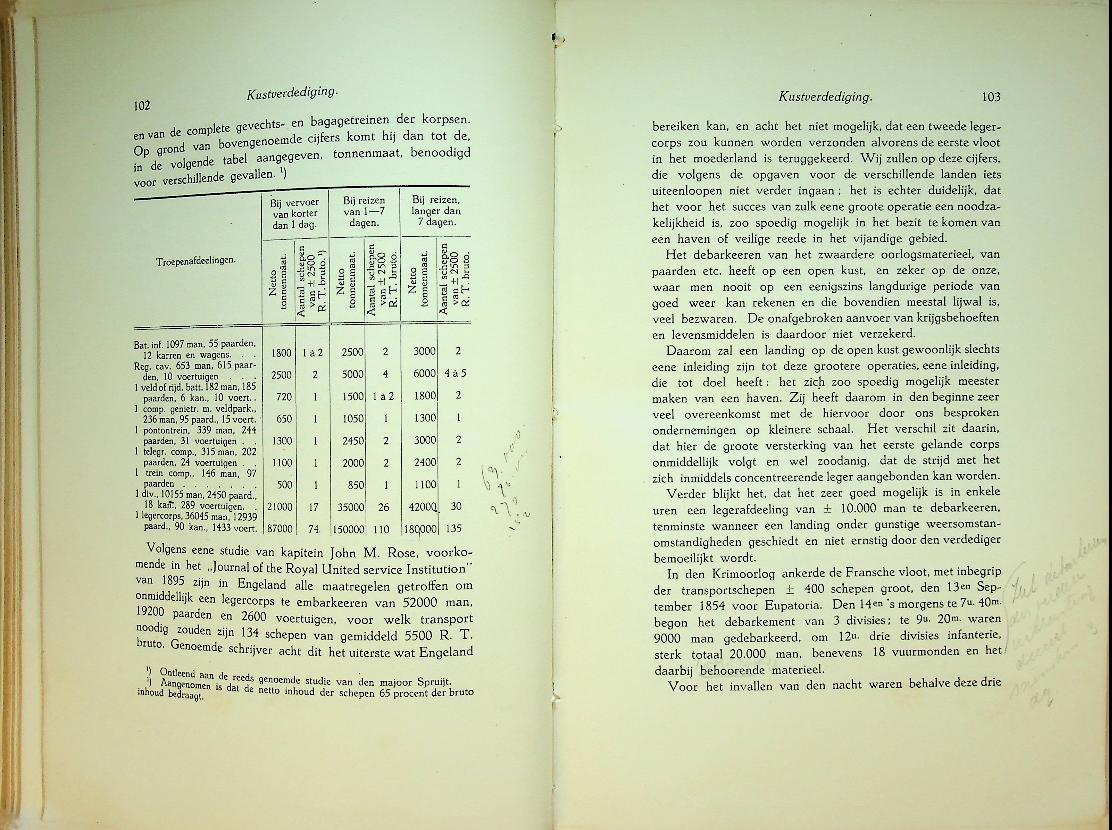 102
Kustverdediging.
en van de complete gevechts- en bagagetreinen der korpsen.
Op grond van bovengenoemde cijfers komt hij dan tot de,
in de volgende tabel aangegeven, tonnenmaat, benoodigd
voor verschillende gevallen. ¹)
Troepenafdeelingen.
Bij vervoer van korter dan 1 dag.
Bij reizen van 1—7 dagen.
Bij reizen, langer dan 7 dagen.
Netto tonnenmaat.
Aantal schepen van ± 2500 R. T. bruto. ²)
Netto tonnenmaat.
Aantal schepen van ± 2500 R. T. bruto.
Netto tonnenmaat.
Aantal schepen van ± 2500 R. T. bruto.
Bat. inf. 1097 man, 55 paarden,
12 karren en wagens. . . 1800 1 à 2 2500 2 3000 2
Reg. cav. 653 man, 615 paar-
den, 10 voertuigen . . . 2500 2 5000 4 6000 4 à 5
1 veld of rijd. batt. 182 man, 185
paarden, 6 kan., 10 voert. . 720 1 1500 1 à 2 1800 2
1 comp. genietr. m. veldpark.,
236 man, 95 paard., 15 voert. 650 1 1050 1 1300 1
1 pontontrein, 339 man, 244
paarden, 31 voertuigen . . 1300 1 2450 2 3000 2
1 telegr. comp., 315 man, 202
paarden, 24 voertuigen . . 1100 1 2000 2 2400 2
1 trein comp., 146 man, 97
paarden . . . . . . . 500 1 850 1 1100 1
1 div., 10155 man, 2450 paard.,
18 kan., 289 voertuigen. . 21000 17 35000 26 42000 30
1 legercorps, 36045 man, 12939
paard., 90 kan., 1433 voert. 87000 74 150000 110 180000 135
Volgens eene studie van kapitein John M. Rose, voorko-
mende in het „Journal of the Royal United service Institution"
van 1895 zijn in Engeland alle maatregelen getroffen om
onmiddellijk een legercorps te embarkeeren van 52000 man,
19200 paarden en 2600 voertuigen, voor welk transport
noodig zouden zijn 134 schepen van gemiddeld 5500 R. T.
bruto. Genoemde schrijver acht dit het uiterste wat Engeland
¹) Ontleend aan de reeds genoemde studie van den majoor Spruijt.
²) Aangenomen is dat de netto inhoud der schepen 65 procent der bruto
inhoud bedraagt.
Kustverdediging.
103
bereiken kan, en acht het niet mogelijk, dat een tweede leger-
corps zou kunnen worden verzonden alvorens de eerste vloot
in het moederland is teruggekeerd. Wij zullen op deze cijfers,
die volgens de opgaven voor de verschillende landen iets
uiteenloopen niet verder ingaan; het is echter duidelijk, dat
het voor het succes van zulk eene groote operatie een noodza-
kelijkheid is, zoo spoedig mogelijk in het bezit te komen van
een haven of veilige reede in het vijandige gebied.
Het debarkeeren van het zwaardere oorlogsmaterieel, van
paarden etc. heeft op een open kust, en zeker op de onze,
waar men nooit op een eenigszins langdurige periode van
goed weer kan rekenen en die bovendien meestal lijwal is,
veel bezwaren. De onafgebroken aanvoer van krijgsbehoeften
en levensmiddelen is daardoor niet verzekerd.
Daarom zal een landing op de open kust gewoonlijk slechts
eene inleiding zijn tot deze grootere operaties, eene inleiding,
die tot doel heeft: het zich zoo spoedig mogelijk meester
maken van een haven. Zij heeft daarom in den beginne zeer
veel overeenkomst met de hiervoor door ons besproken
ondernemingen op kleinere schaal. Het verschil zit daarin,
dat hier de groote versterking van het eerste gelande corps
onmiddellijk volgt en wel zoodanig, dat de strijd met het
zich inmiddels concentreerende leger aangebonden kan worden.
Verder blijkt het, dat het zeer goed mogelijk is in enkele
uren een legerafdeeling van ± 10.000 man te debarkeeren,
tenminste wanneer een landing onder gunstige weersomstan-
omstandigheden geschiedt en niet ernstig door den verdediger
bemoeilijkt wordt.
In den Krimoorlog ankerde de Fransche vloot, met inbegrip
der transportschepen ± 400 schepen groot, den 13en Sep-
tember 1854 voor Eupatoria. Den 14en 's morgens te 7u. 40m.
begon het debarkement van 3 divisies; te 9u. 20m. waren
9000 man gedebarkeerd, om 12u. drie divisies infanterie,
sterk totaal 20.000 man, benevens 18 vuurmonden en het
daarbij behoorende materieel.
Voor het invallen van den nacht waren behalve deze drie